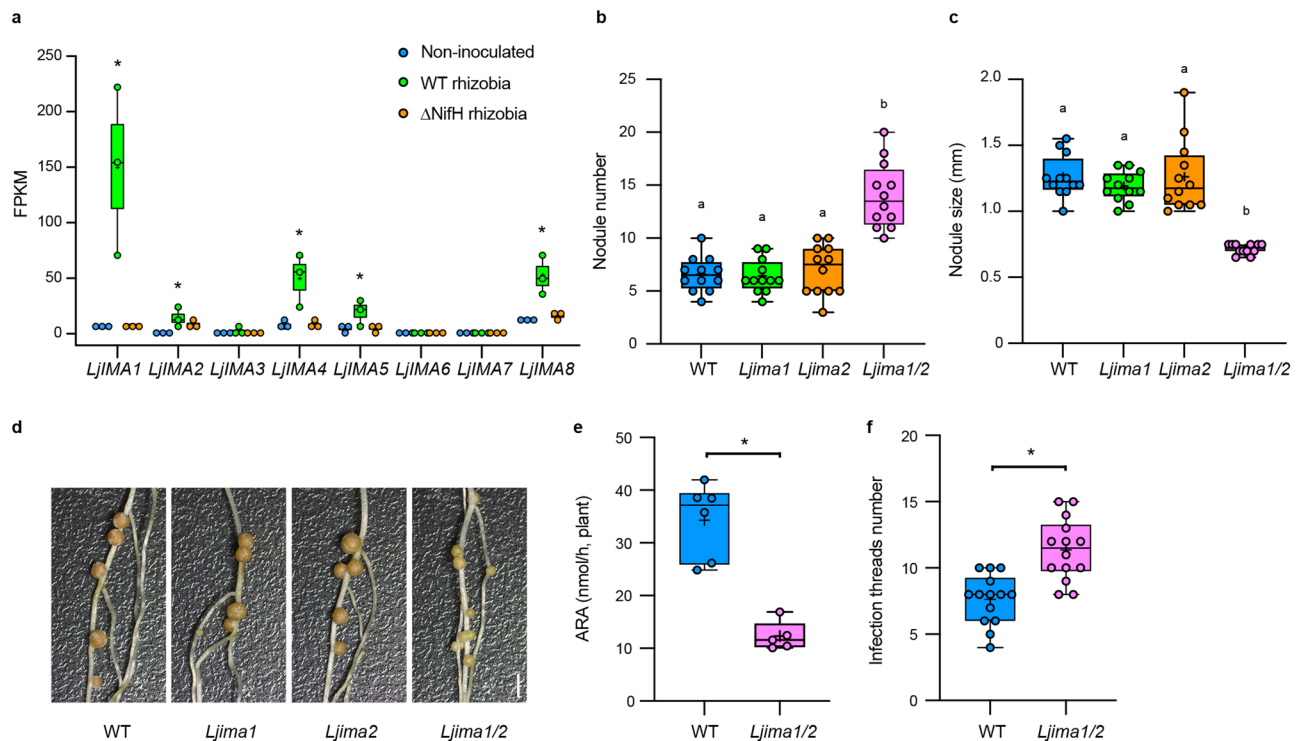 a
FPKM
250
200
150
100
50
0
Non-inoculated
WT rhizobia
ΔNifH rhizobia
*
*
*
*
*
LjIMA1 LjIMA2 LjIMA3 LjIMA4 LjIMA5 LjIMA6 LjIMA7 LjIMA8
b
Nodule number
25
20
15
10
5
0
a a a b
WT Ljima1 Ljima2 Ljima1/2
c
Nodule size (mm)
2.0
1.5
1.0
0.5
0
a a a b
WT Ljima1 Ljima2 Ljima1/2
d
WT Ljima1 Ljima2 Ljima1/2
e
ARA (nmol/h, plant)
50
40
30
20
10
0
*
WT Ljima1/2
f
Infection threads number
20
15
10
5
0
*
WT Ljima1/2